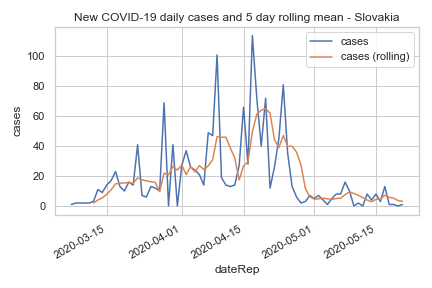 New COVID-19 daily cases and 5 day rolling mean - Slovakia
cases
cases (rolling)
100
80
60
40
20
0
cases
2020-03-15
2020-04-01
2020-04-15
2020-05-01
2020-05-15
dateRep